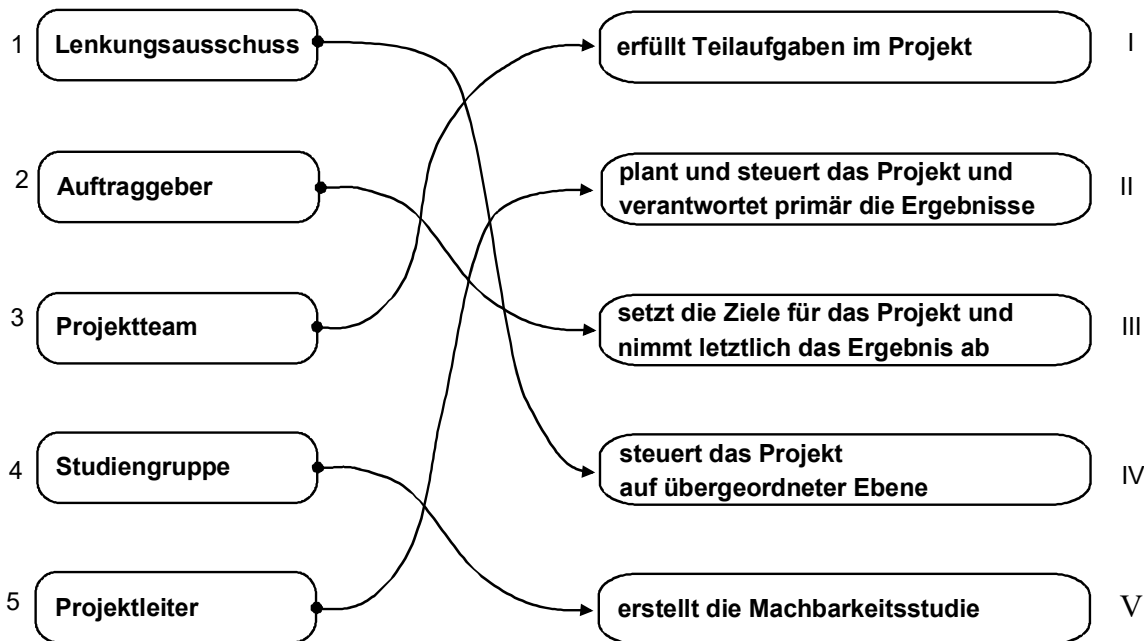 1 Lenkungsausschuss erfüllt Teilaufgaben im Projekt I
2 Auftraggeber plant und steuert das Projekt und II
verantwortet primär die Ergebnisse
3 Projektteam setzt die Ziele für das Projekt und III
nimmt letztlich das Ergebnis ab
4 Studiengruppe steuert das Projekt IV
auf übergeordneter Ebene
5 Projektleiter erstellt die Machbarkeitsstudie V